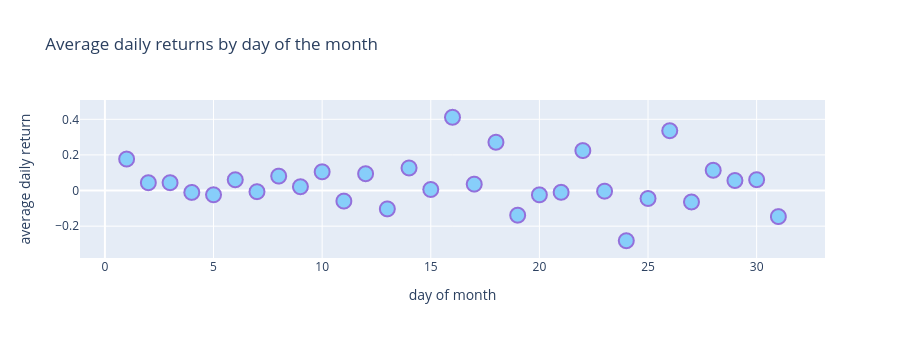 Average daily returns by day of the month
average daily return
0.4
0.2
0
−0.2
0 5 10 15 20 25 30
day of month